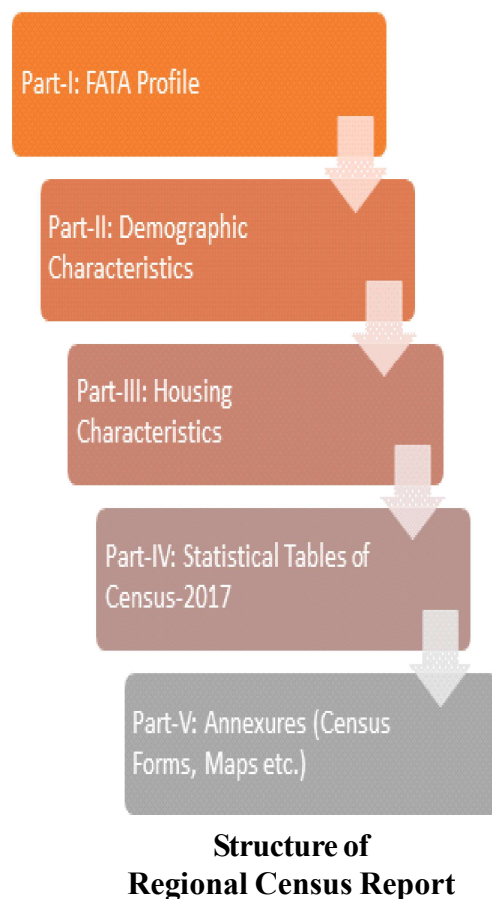 Part-I: FATA Profile
Part-II: Demographic
Characteristics
Part-III: Housing
Characteristics
Part-IV: Statistical Tables of
Census-2017
Part-V: Annexures (Census
Forms, Maps etc.)
Structure of
Regional Census Report